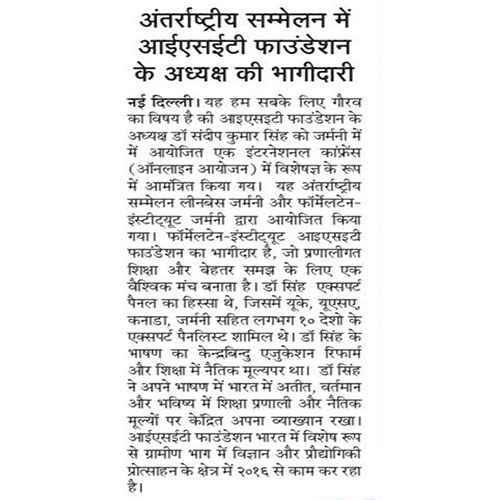 अंतर्राष्ट्रीय सम्मेलन में
आईएसईटी फाउंडेशन
के अध्यक्ष की भागीदारी
नई दिल्ली। यह हम सबके लिए गौरव
का विषय है की आइएसइटी फाउंडेशन के
अध्यक्ष डॉ संदीप कुमार सिंह को जर्मनी में
में आयोजित एक इंटरनेशनल कांफ्रेंस
(ऑनलाइन आयोजन) में विशेषज्ञ के रूप
में आमंत्रित किया गय। यह अंतर्राष्ट्रीय
सम्मेलन लीनबेस जर्मनी और फॉर्मेलटेन-
इंस्टीट्यूट जर्मनी द्वारा आयोजित किया
गया। फॉर्मेलटेन-इंस्टीट्यूट आइएसइटी
फाउंडेशन का भागीदार है, जो प्रणालीगत
शिक्षा और बेहतर समझ के लिए एक
वैश्विक मंच बनाता है। डॉ सिंह एक्सपर्ट
पैनल का हिस्सा थे, जिसमें यूके, यूएसए,
कनाडा, जर्मनी सहित लगभग १० देशो के
एक्सपर्ट पैनलिस्ट शामिल थे। डॉ सिंह के
भाषण का केन्द्रबिन्दु एजुकेशन रिफार्म
और शिक्षा में नैतिक मूल्यपर था। डॉ सिंह
ने अपने भाषण में भारत में अतीत, वर्तमान
और भविष्य में शिक्षा प्रणाली और नैतिक
मूल्यों पर केंद्रित अपना व्याख्यान रखा।
आईएसईटी फाउंडेशन भारत में विशेष रूप
से ग्रामीण भाग में विज्ञान और प्रौद्योगिकी
प्रोत्साहन के क्षेत्र में २०१६ से काम कर रहा
है।